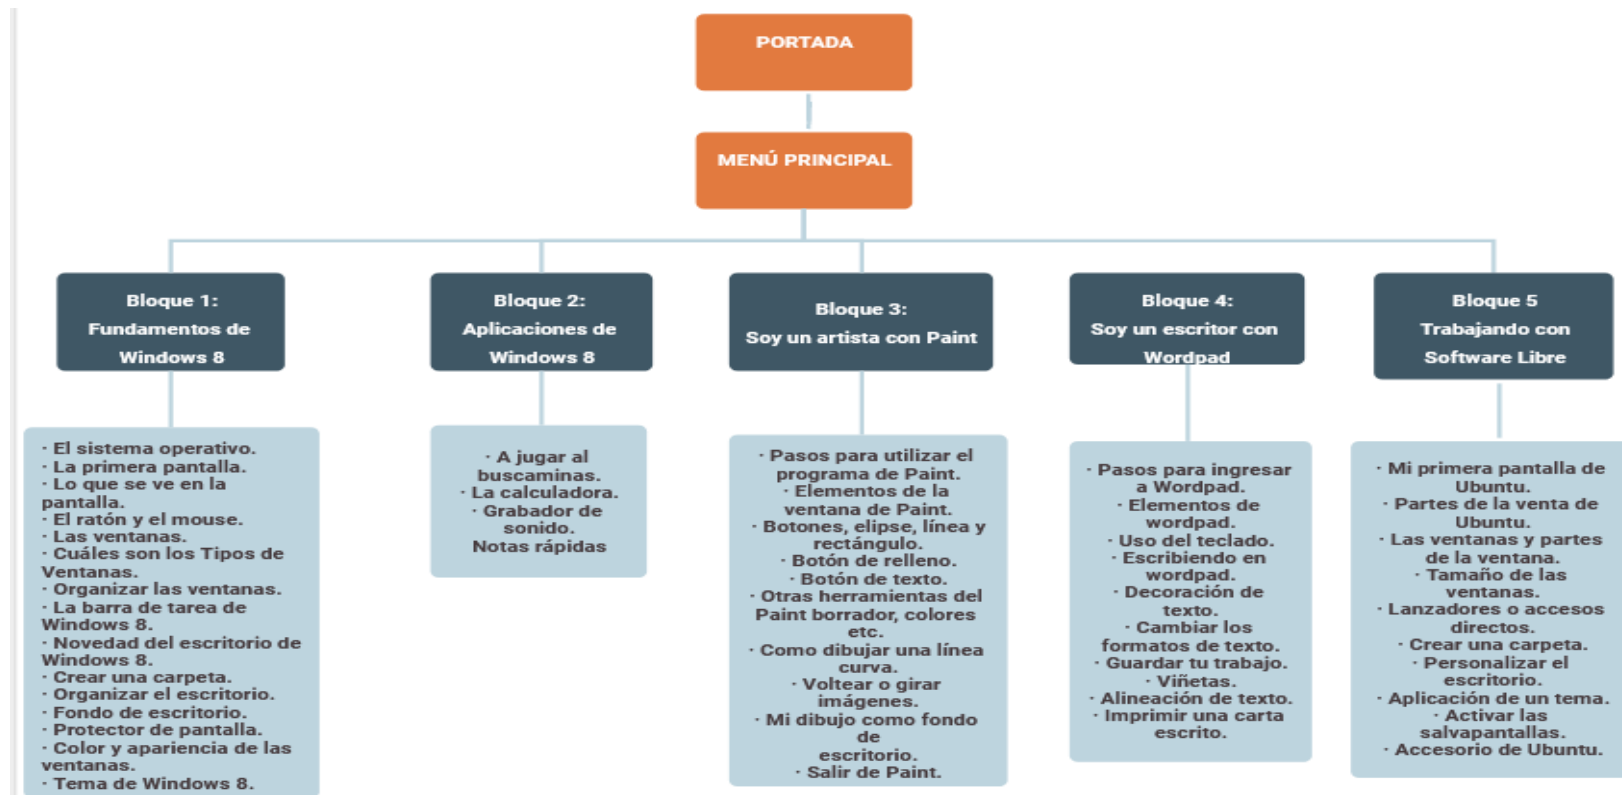 PORTADA
MENÚ PRINCIPAL
Bloque 1:
Fundamentos de
Windows 8
· El sistema operativo.
· La primera pantalla.
· Lo que se ve en la
pantalla.
· El ratón y el mouse.
· Las ventanas.
· Cuáles son los Tipos de
Ventanas.
· Organizar las ventanas.
· La barra de tarea de
Windows 8.
· Novedad del escritorio de
Windows 8.
· Crear una carpeta.
· Organizar el escritorio.
· Fondo de escritorio.
· Protector de pantalla.
· Color y apariencia de las
ventanas.
· Tema de Windows 8.
Bloque 2:
Aplicaciones de
Windows 8
· A jugar al
buscaminas.
· La calculadora.
· Grabador de
sonido.
Notas rápidas
Bloque 3:
Soy un artista con Paint
· Pasos para utilizar el
programa de Paint.
· Elementos de la
ventana de Paint.
· Botones, elipse, línea y
rectángulo.
· Botón de relleno.
· Botón de texto.
· Otras herramientas del
Paint borrador, colores
etc.
· Como dibujar una línea
curva.
· Voltear o girar
imágenes.
· Mi dibujo como fondo
de
escritorio.
· Salir de Paint.
Bloque 4:
Soy un escritor con
Wordpad
· Pasos para ingresar
a Wordpad.
· Elementos de
wordpad.
· Uso del teclado.
· Escribiendo en
wordpad.
· Decoración de
texto.
· Cambiar los
formatos de texto.
· Guardar tu trabajo.
· Viñetas.
· Alineación de texto.
· Imprimir una carta
escrito.
Bloque 5
Trabajando con
Software Libre
· Mi primera pantalla de
Ubuntu.
· Partes de la venta de
Ubuntu.
· Las ventanas y partes
de la ventana.
· Tamaño de las
ventanas.
· Lanzadores o accesos
directos.
· Crear una carpeta.
· Personalizar el
escritorio.
· Aplicación de un tema.
· Activar las
salvapantallas.
· Accesorio de Ubuntu.